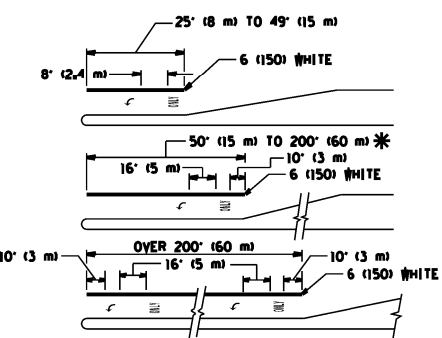 25' (8 m) TO 49' (15 m)
6 (150) WHITE
8' (2.4 m)
ONLY
50' (15 m) TO 200' (60 m) *
16' (5 m)
10' (3 m)
6 (150) WHITE
ONLY
OVER 200' (60 m)
10' (3 m)
16' (5 m)
10' (3 m)
6 (150) WHITE
ONLY
ONLY